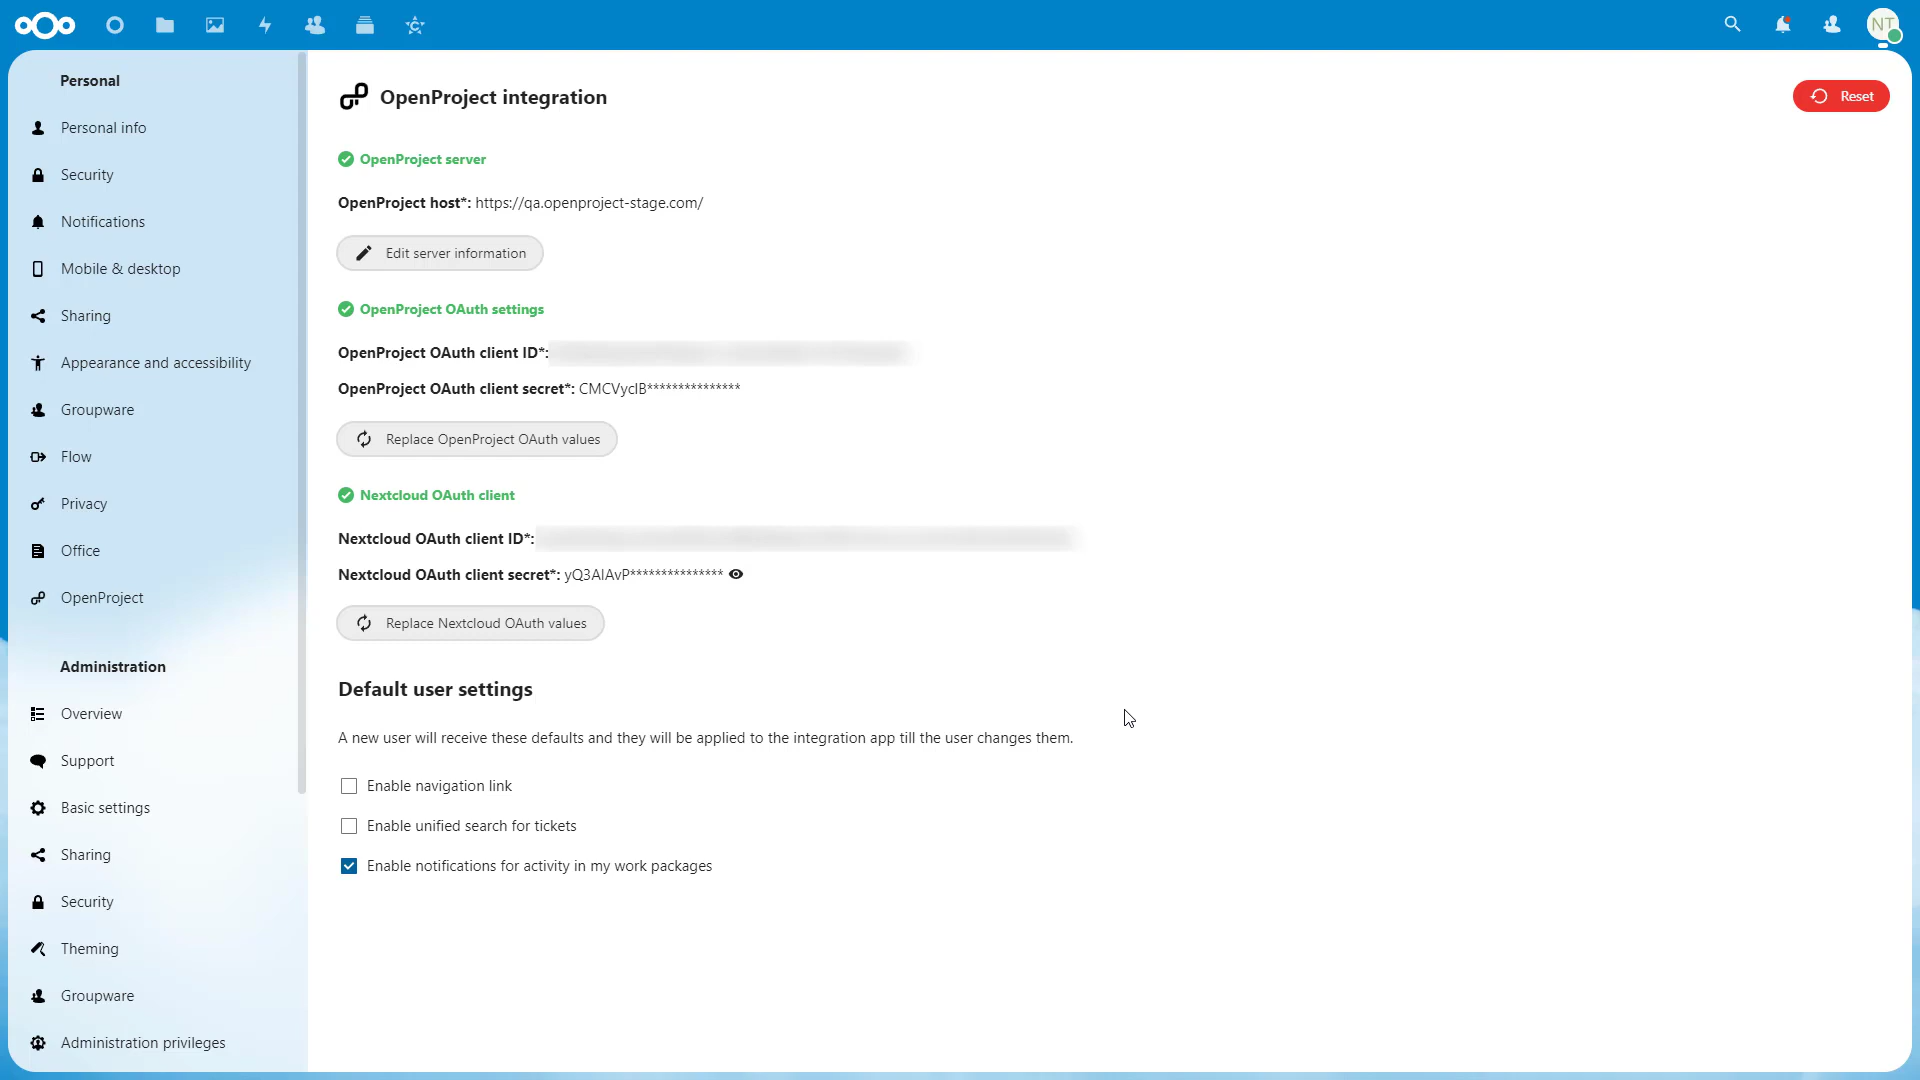 NT
Personal
Personal info
Security
Notifications
Mobile & desktop
Sharing
Appearance and accessibility
Groupware
Flow
Privacy
Office
OpenProject
Administration
Overview
Support
Basic settings
Sharing
Security
Theming
Groupware
Administration privileges
OpenProject integration
Reset
OpenProject server
OpenProject host*: https://qa.openproject-stage.com/
Edit server information
OpenProject OAuth settings
OpenProject OAuth client ID*:
OpenProject OAuth client secret*: CMCVyclB***************
Replace OpenProject OAuth values
Nextcloud OAuth client
Nextcloud OAuth client ID*:
Nextcloud OAuth client secret*: yQ3AlAvP***************
Replace Nextcloud OAuth values
Default user settings
A new user will receive these defaults and they will be applied to the integration app till the user changes them.
Enable navigation link
Enable unified search for tickets
Enable notifications for activity in my work packages